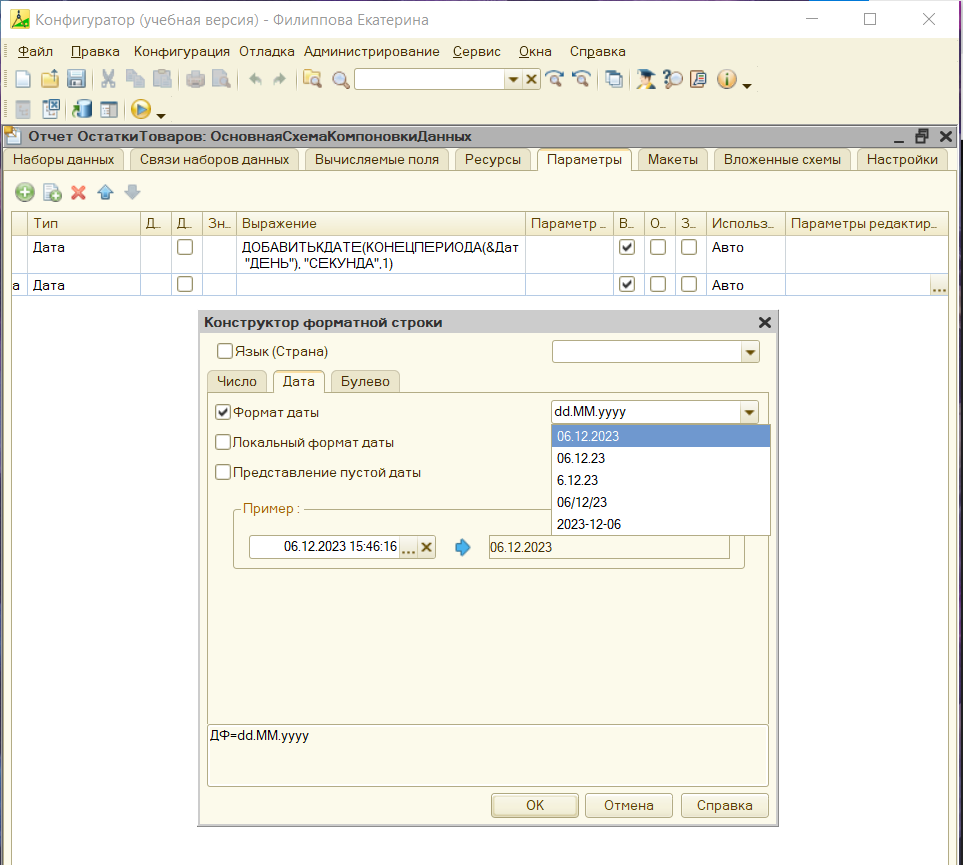 Конфигуратор (учебная версия) - Филиппова Екатерина
Файл Правка Конфигурация Отладка Администрирование Сервис Окна Справка
Отчет ОстаткиТоваров: ОсновнаяСхемаКомпоновкиДанных
Наборы данных Связи наборов данных Вычисляемые поля Ресурсы Параметры Макеты Вложенные схемы Настройки
Тип Д... Д... Зн... Выражение Параметр ... В... О... З... Использ... Параметры редактир...
Дата ДОБАВИТЬКДАТЕ(КОНЕЦПЕРИОДА(&Дат Авто
"ДЕНЬ"), "СЕКУНДА",1)
а Дата Авто ...
Конструктор форматной строки
Язык (Страна)
Число Дата Булево
Формат даты dd.MM.yyyy
06.12.2023
Локальный формат даты 06.12.23
Представление пустой даты 6.12.23
06/12/23
Пример :
2023-12-06
06.12.2023 15:46:16 ... 06.12.2023
ДФ=dd.MM.yyyy
OK Отмена Справка